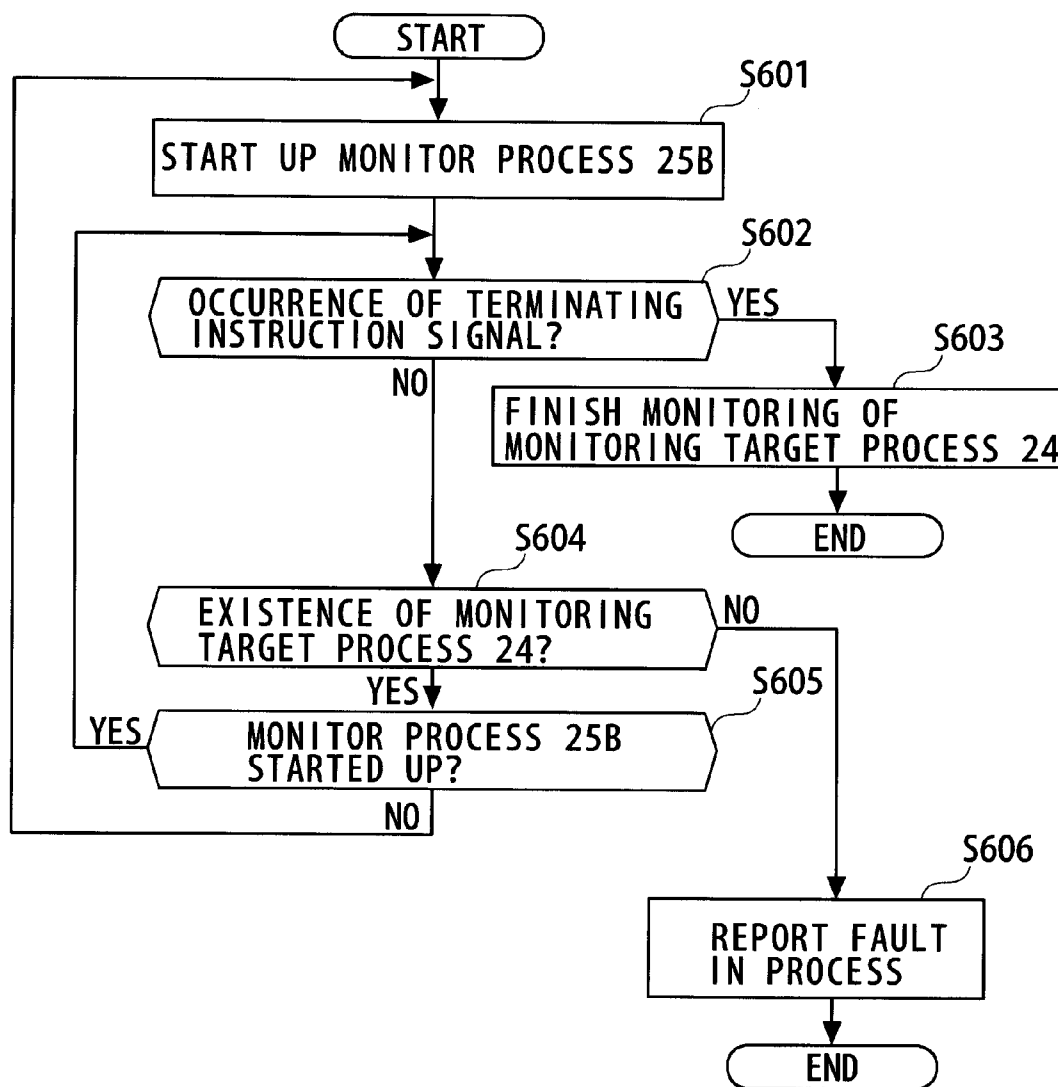 START
S601
START UP MONITOR PROCESS 25B
S602
OCCURRENCE OF TERMINATING
INSTRUCTION SIGNAL?
YES
NO
S603
FINISH MONITORING OF
MONITORING TARGET PROCESS 24
END
S604
EXISTENCE OF MONITORING
TARGET PROCESS 24?
NO
YES
S605
YES
MONITOR PROCESS 25B
STARTED UP?
NO
S606
REPORT FAULT
IN PROCESS
END